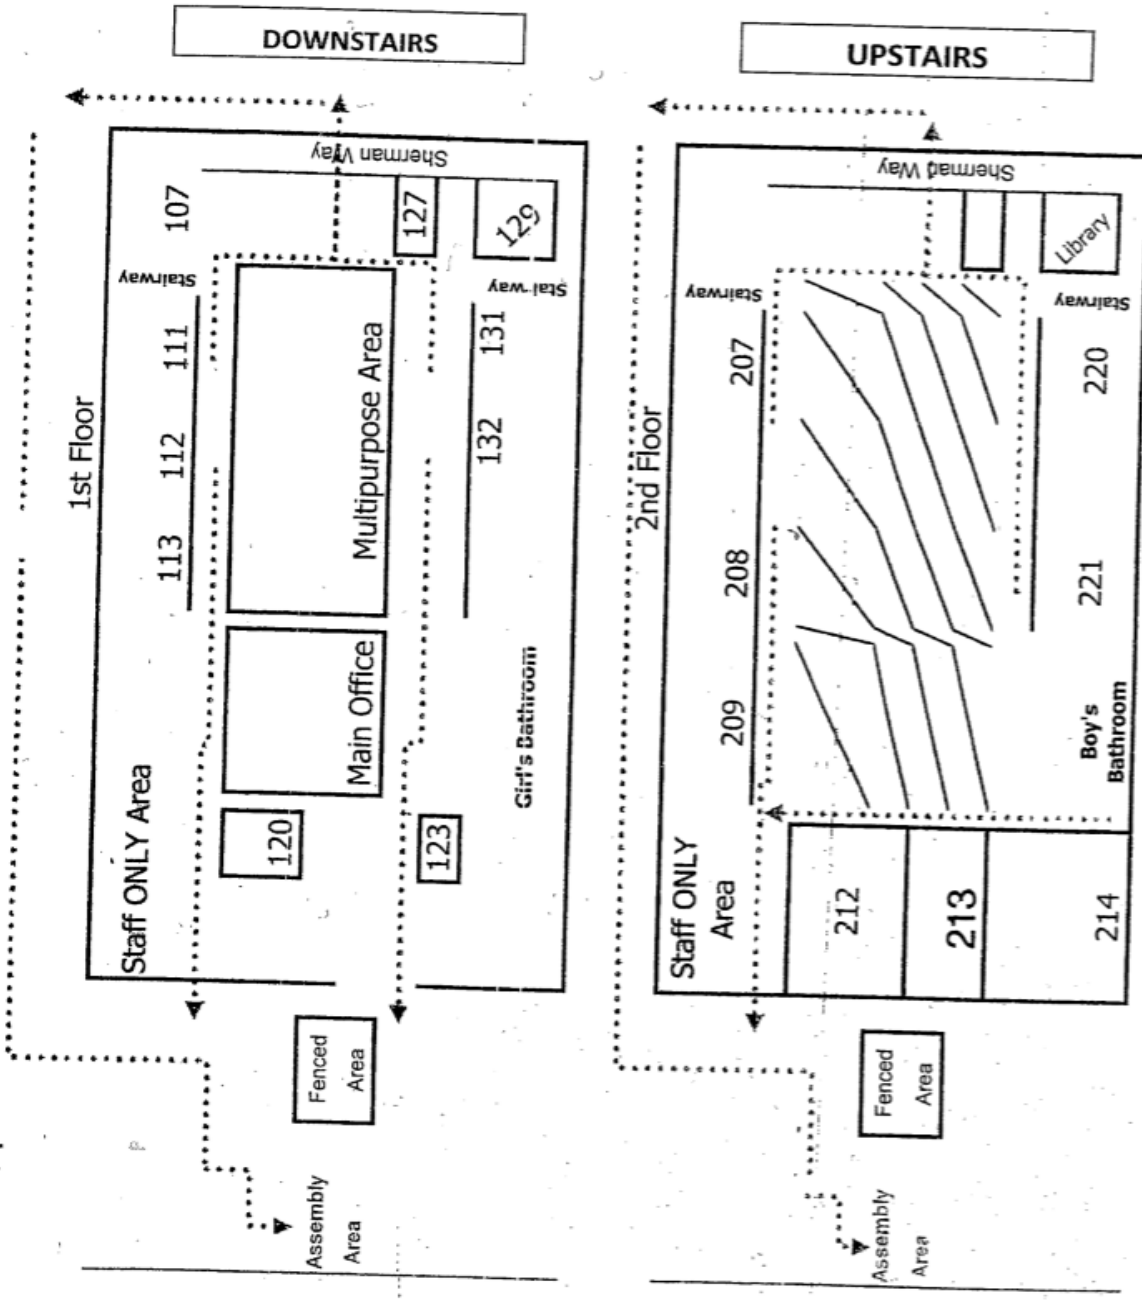 DOWNSTAIRS
Sherman Way
107
127
129
Stairway
Stairway
1st Floor
111
131
112
132
113
Multipurpose Area
Main Office
Girl's Bathroom
Staff ONLY Area
120
123
Fenced
Area
Assembly
Area
UPSTAIRS
Sherman Way
Library
Stairway
Stairway
2nd Floor
207
220
208
221
209
Boy's
Bathroom
Staff ONLY
Area
212
213
214
Fenced
Area
Assembly
Area